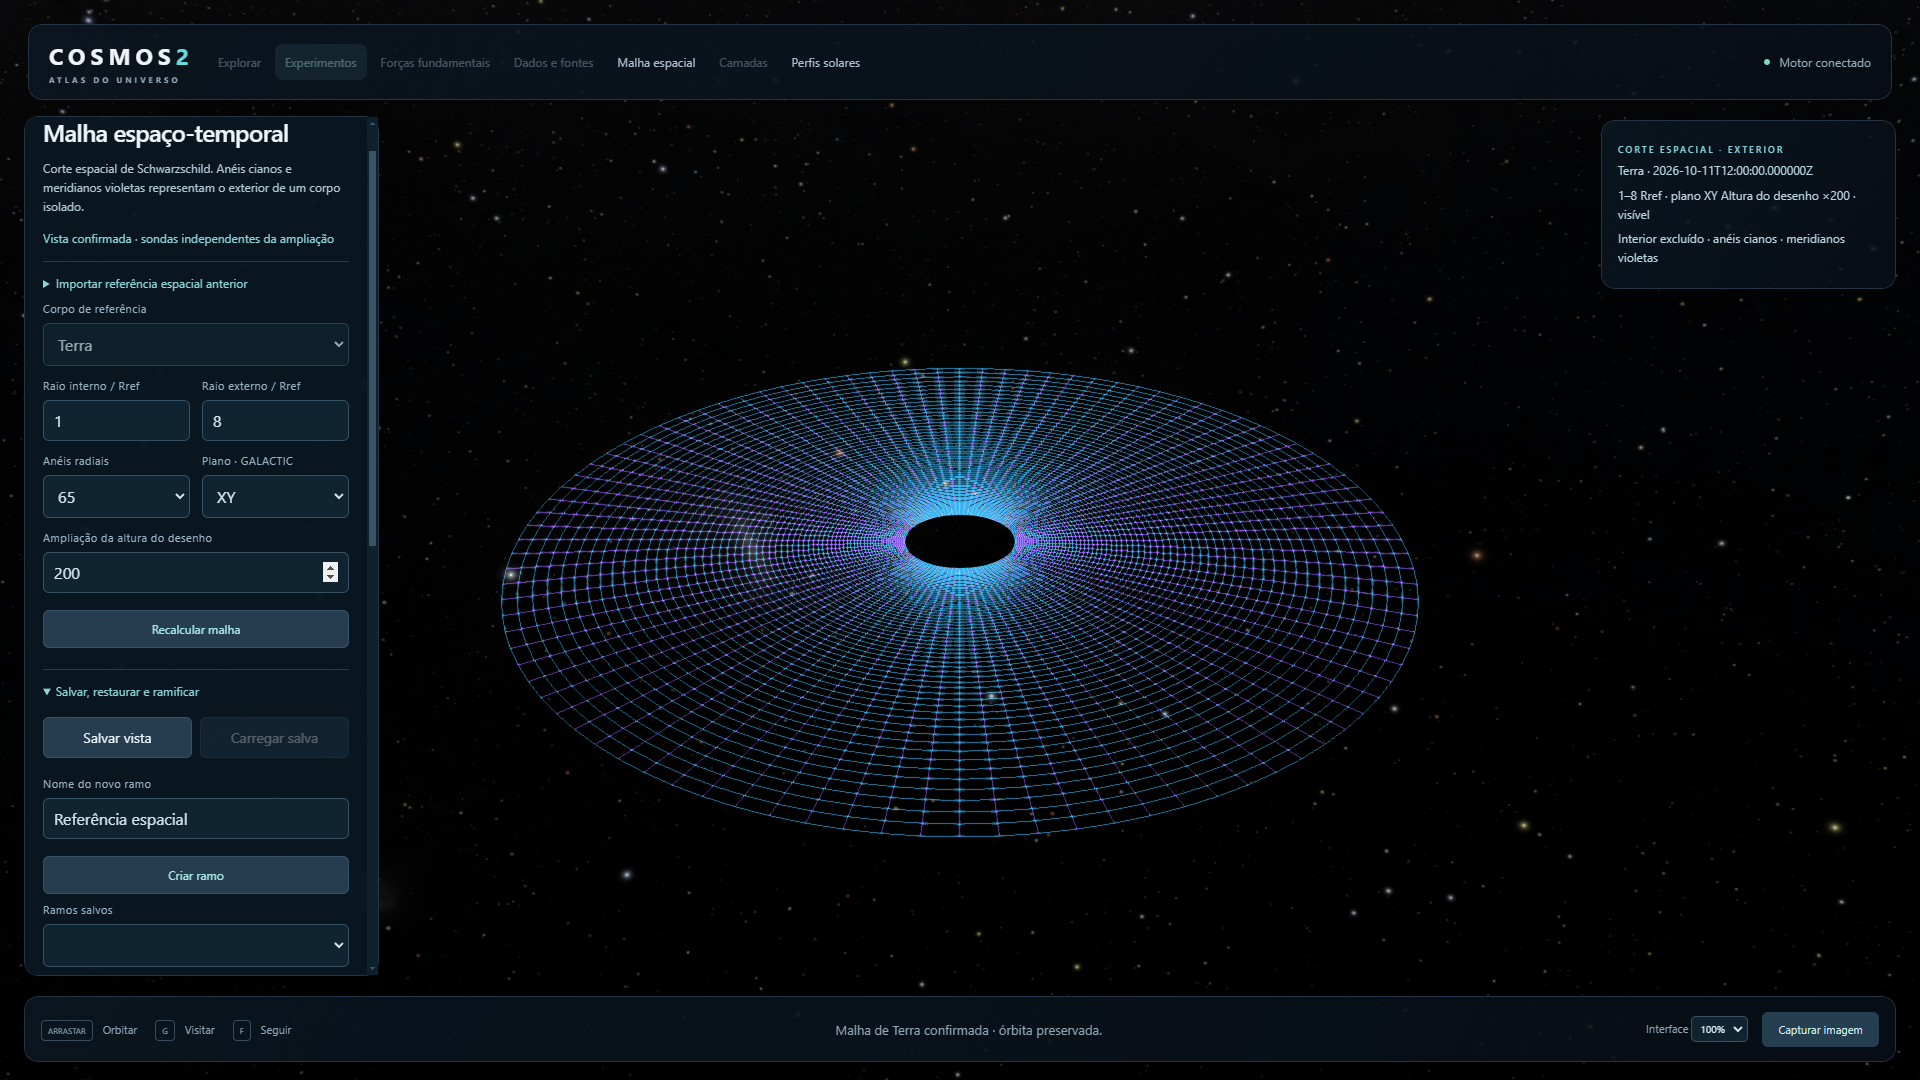 COSMOS2
ATLAS DO UNIVERSO
Explorar
Experimentos
Forças fundamentais
Dados e fontes
Malha espacial
Camadas
Perfis solares
Motor conectado
Malha espaço-temporal
Corte espacial de Schwarzschild. Anéis cianos e
meridianos violetas representam o exterior de um corpo
isolado.
Vista confirmada · sondas independentes da ampliação
Importar referência espacial anterior
Corpo de referência
Terra
Raio interno / Rref
Raio externo / Rref
1
8
Anéis radiais
Plano · GALACTIC
65
XY
Ampliação da altura do desenho
200
Recalcular malha
Salvar, restaurar e ramificar
Salvar vista
Carregar salva
Nome do novo ramo
Referência espacial
Criar ramo
Ramos salvos
CORTE ESPACIAL · EXTERIOR
Terra · 2026-10-11T12:00:00.000000Z
1–8 Rref · plano XY Altura do desenho ×200 ·
visível
Interior excluído · anéis cianos · meridianos
violetas
ARRASTAR
Orbitar
G
Visitar
F
Seguir
Malha de Terra confirmada · órbita preservada.
Interface
100%
Capturar imagem